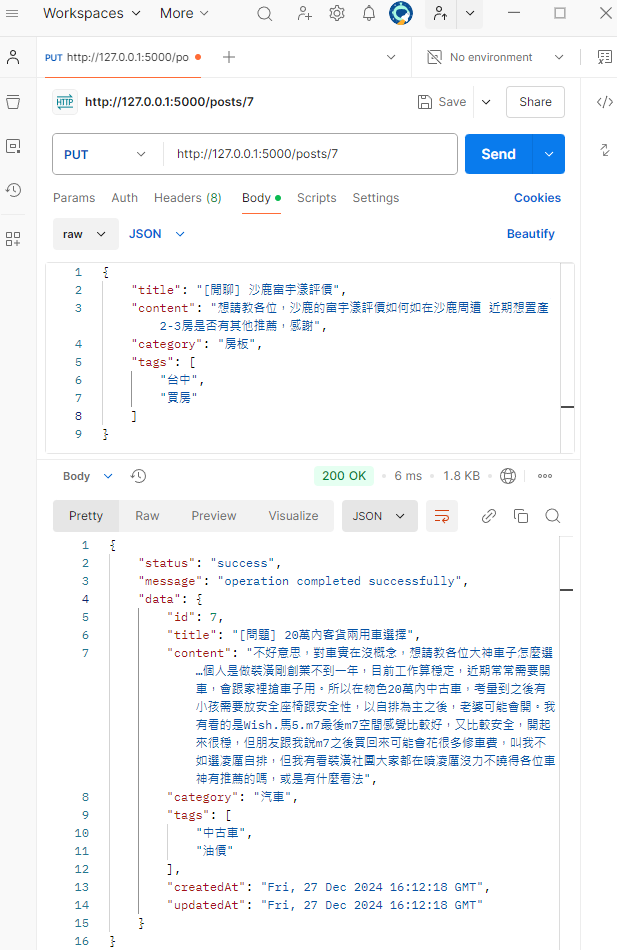 Workspaces More
PUT http://127.0.0.1:5000/po No environment
HTTP http://127.0.0.1:5000/posts/7 Save Share
PUT http://127.0.0.1:5000/posts/7 Send
Params Auth Headers (8) Body Scripts Settings Cookies
raw JSON Beautify
1 {
2 "title": "[閒聊] 沙鹿富宇漾評價",
3 "content": "想請教各位，沙鹿的富宇漾評價如何如在沙鹿周遭 近期想置產
2-3房是否有其他推薦，感謝",
4 "category": "房板",
5 "tags": [
6 "台中",
7 "買房"
8 ]
9 }
Body 200 OK 6 ms 1.8 KB
Pretty Raw Preview Visualize JSON
1 {
2 "status": "success",
3 "message": "operation completed successfully",
4 "data": {
5 "id": 7,
6 "title": "[問題] 20萬內客貨兩用車選擇",
7 "content": "不好意思，對車實在沒概念，想請教各位大神車子怎麼選
…個人是做裝潢剛創業不到一年，目前工作算穩定，近期常常需要開
車，會跟家裡搶車子用。所以在物色20萬內中古車，考量到之後有
小孩需要放安全座椅跟安全性，以自排為主之後，老婆可能會開。我
有看的是Wish.馬5.m7最後m7空間感覺比較好，又比較安全，開起
來很穩，但朋友跟我說m7之後買回來可能會花很多修車費，叫我不
如選凌厲自排，但我有看裝潢社團大家都在噴凌厲沒力不曉得各位車
神有推薦的嗎，或是有什麼看法",
8 "category": "汽車",
9 "tags": [
10 "中古車",
11 "油價"
12 ],
13 "createdAt": "Fri, 27 Dec 2024 16:12:18 GMT",
14 "updatedAt": "Fri, 27 Dec 2024 16:12:18 GMT"
15 }
16 }